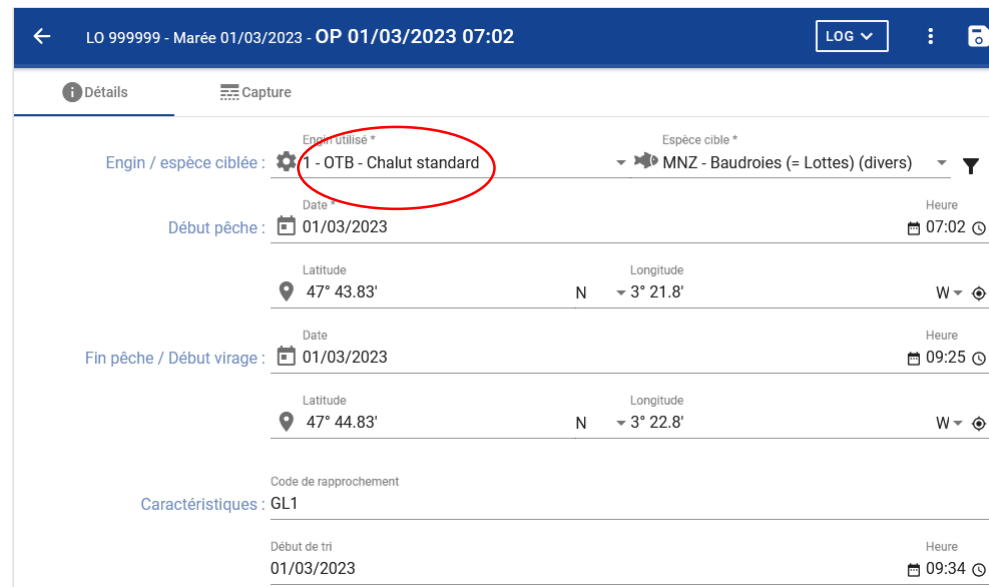 LO 999999 - Marée 01/03/2023 - OP 01/03/2023 07:02 LOG
Détails Capture
Engin utilisé * Espèce cible *
Engin / espèce ciblée : 1 - OTB - Chalut standard MNZ - Baudroies (= Lottes) (divers)
Date * Heure
Début pêche : 01/03/2023 07:02
Latitude Longitude
47° 43.83' N 3° 21.8' W
Date Heure
Fin pêche / Début virage : 01/03/2023 09:25
Latitude Longitude
47° 44.83' N 3° 22.8' W
Code de rapprochement
Caractéristiques : GL1
Début de tri Heure
01/03/2023 09:34